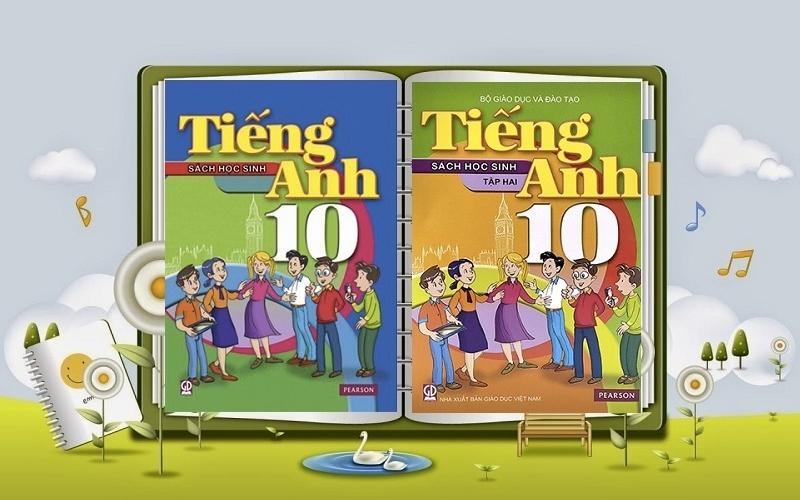 Tiếng
SÁCH HỌC SINH
Anh
10
PEARSON
BỘ GIÁO DỤC VÀ ĐÀO TẠO
Tiếng
SÁCH HỌC SINH
TẬP HAI
Anh
10
NHÀ XUẤT BẢN GIÁO DỤC VIỆT NAM
PEARSON